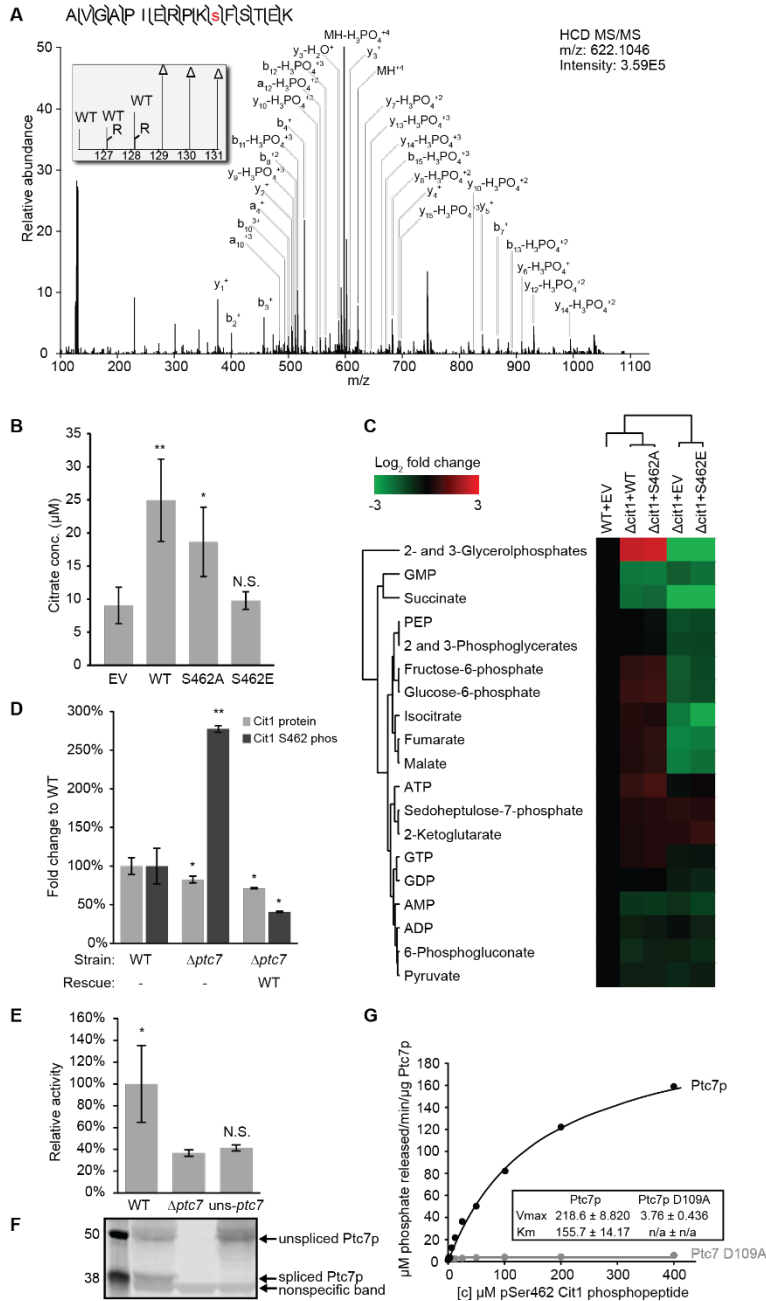 A
A|V|G|A|P I|E|R|P|K|s|F|S|T|E|K
HCD MS/MS
m/z: 622.1046
Intensity: 3.59E5
MH-H₃PO₄⁺⁴
y₃-H₂O⁺
y₃⁺
b₁₂-H₃PO₄⁺³
MH⁺⁴
a₁₂-H₃PO₄⁺³
y₁₀-H₃PO₄⁺³
y₇-H₃PO₄⁺²
b₄⁺
y₁₃-H₃PO₄⁺³
b₁₁-H₃PO₄⁺³
y₁₄-H₃PO₄⁺³
b₈⁺²
b₁₅-H₃PO₄⁺³
y₉-H₃PO₄⁺³
y₈-H₃PO₄⁺²
y₂⁺
y₄⁺
a₄⁺
y₁₅-H₃PO₄⁺³
b₁₀³⁺
a₁₀⁺³
y₁₀-H₃PO₄⁺²
y₅⁺
b₇⁺
b₁₃-H₃PO₄⁺²
y₆-H₃PO₄⁺
y₁₂-H₃PO₄⁺²
y₁₄-H₃PO₄⁺²
y₁⁺
b₂⁺
b₃⁺
WT WT WT Δ Δ Δ
R R
127 128 129 130 131
Relative abundance
50
40
30
20
10
0
100 200 300 400 500 600 700 800 900 1000 1100
m/z
B
Citrate conc. (µM)
35
30
25
20
15
10
5
0
** * N.S.
EV WT S462A S462E
C
Log₂ fold change
-3 3
WT+EV
Δcit1+WT
Δcit1+S462A
Δcit1+EV
Δcit1+S462E
2- and 3-Glycerolphosphates
GMP
Succinate
PEP
2 and 3-Phosphoglycerates
Fructose-6-phosphate
Glucose-6-phosphate
Isocitrate
Fumarate
Malate
ATP
Sedoheptulose-7-phosphate
2-Ketoglutarate
GTP
GDP
AMP
ADP
6-Phosphogluconate
Pyruvate
D
Fold change to WT
300%
250%
200%
150%
100%
50%
0%
Cit1 protein
Cit1 S462 phos
* ** * *
Strain: WT Δptc7 Δptc7
Rescue: - - WT
E
Relative activity
160%
140%
120%
100%
80%
60%
40%
20%
0%
* N.S.
WT Δptc7 uns-ptc7
F
50
38
unspliced Ptc7p
spliced Ptc7p
nonspecific band
G
µM phosphate released/min/µg Ptc7p
180
160
140
120
100
80
60
40
20
0
Ptc7p
Ptc7p Ptc7p D109A
Vmax 218.6 ± 8.820 3.76 ± 0.436
Km 155.7 ± 14.17 n/a ± n/a
Ptc7 D109A
0 100 200 300 400
[c] µM pSer462 Cit1 phosphopeptide